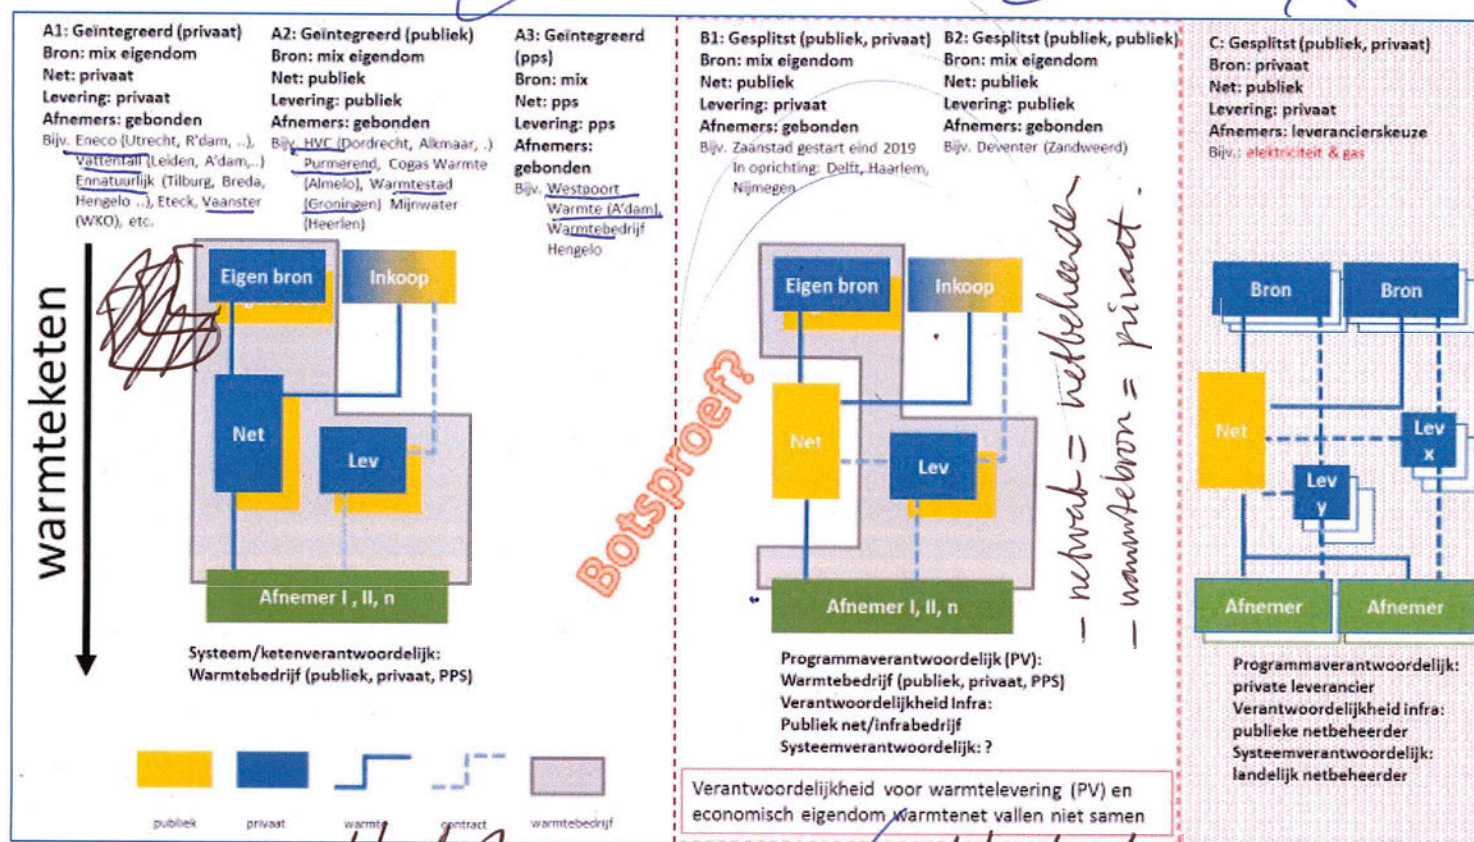 A1: Geïntegreerd (privaat)
Bron: mix eigendom
Net: privaat
Levering: privaat
Afnemers: gebonden
Bijv. Eneco (Utrecht, R'dam, ..),
Vattenfall (Leiden, A'dam,..)
Ennatuurlijk (Tilburg, Breda,
Hengelo ..), Eteck, Vaanster
(WKO), etc.
A2: Geïntegreerd (publiek)
Bron: mix eigendom
Net: publiek
Levering: publiek
Afnemers: gebonden
Bijv. HVC (Dordrecht, Alkmaar, .)
Purmerend, Cogas Warmte
(Almelo), Warmtestad
(Groningen) Mijnwater
(Heerlen)
A3: Geïntegreerd
(pps)
Bron: mix
Net: pps
Levering: pps
Afnemers:
gebonden
Bijv. Westpoort
Warmte (A'dam),
Warmtebedrijf
Hengelo
B1: Gesplitst (publiek, privaat)
Bron: mix eigendom
Net: publiek
Levering: privaat
Afnemers: gebonden
Bijv. Zaanstad gestart eind 2019
In oprichting: Delft, Haarlem,
Nijmegen
B2: Gesplitst (publiek, publiek)
Bron: mix eigendom
Net: publiek
Levering: publiek
Afnemers: gebonden
Bijv. Deventer (Zandweerd)
C: Gesplitst (publiek, privaat)
Bron: privaat
Net: publiek
Levering: privaat
Afnemers: leverancierskeuze
Bijv.: elektriciteit & gas
warmteketen
Eigen bron
Inkoop
Net
Lev
Afnemer I , II, n
Systeem/ketenverantwoordelijk:
Warmtebedrijf (publiek, privaat, PPS)
publiek
privaat
warmte
contract
warmtebedrijf
Botsproef?
Eigen bron
Inkoop
Net
Lev
Afnemer I, II, n
- netwerk = netbeheerder
- warmtebron = privaat.
Programmaverantwoordelijk (PV):
Warmtebedrijf (publiek, privaat, PPS)
Verantwoordelijkheid Infra:
Publiek net/infrabedrijf
Systeemverantwoordelijk: ?
Verantwoordelijkheid voor warmtelevering (PV) en
economisch eigendom warmtenet vallen niet samen
Bron
Bron
Net
Lev
x
Lev
y
Afnemer
Afnemer
Programmaverantwoordelijk:
private leverancier
Verantwoordelijkheid infra:
publieke netbeheerder
Systeemverantwoordelijk:
landelijk netbeheerder